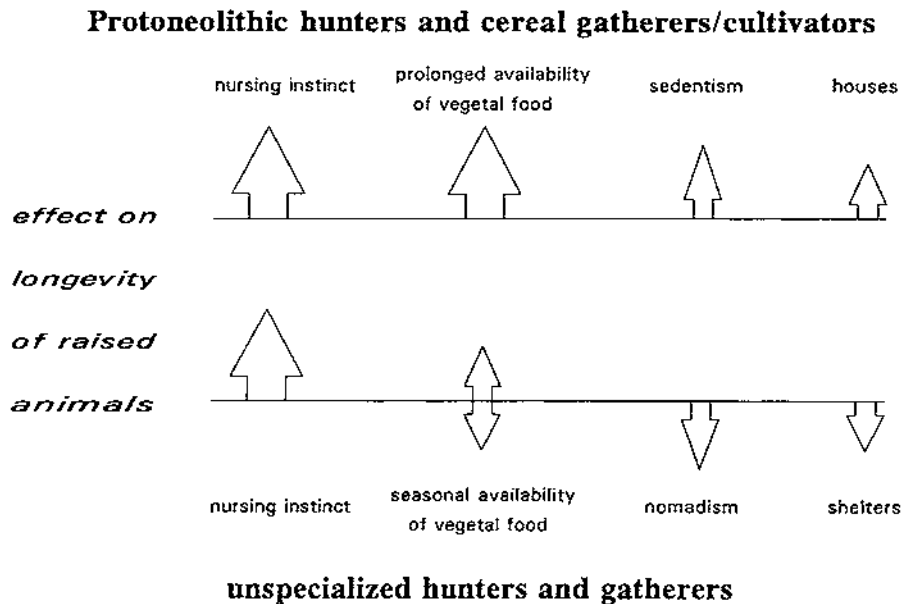 Protoneolithic hunters and cereal gatherers/cultivators
nursing instinct
prolonged availability
of vegetal food
sedentism
houses
effect on
longevity
of raised
animals
nursing instinct
seasonal availability
of vegetal food
nomadism
shelters
unspecialized hunters and gatherers